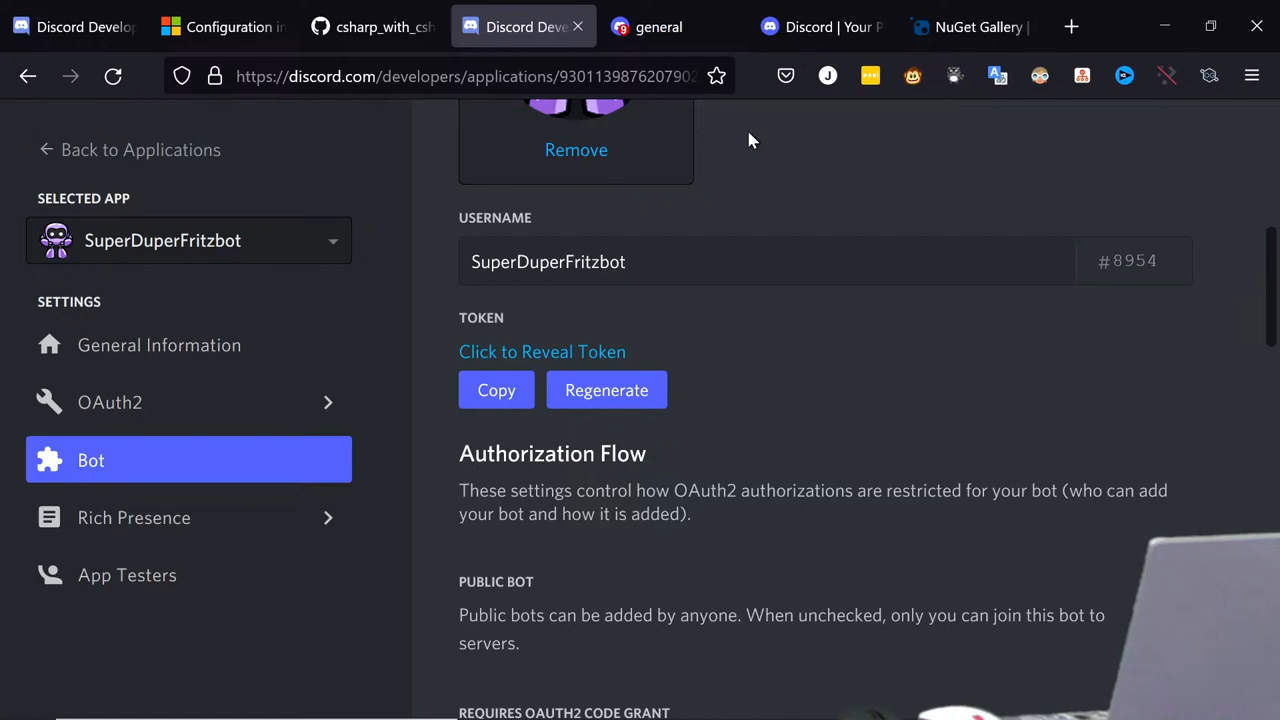 Discord Develo
Configuration in
csharp_with_csh
Discord Deve
general
Discord | Your P
NuGet Gallery |
https://discord.com/developers/applications/9301139876207902
Remove
Back to Applications
SELECTED APP
SuperDuperFritzbot
USERNAME
SuperDuperFritzbot
#8954
SETTINGS
TOKEN
General Information
Click to Reveal Token
Copy
Regenerate
OAuth2
Authorization Flow
Bot
These settings control how OAuth2 authorizations are restricted for your bot (who can add
your bot and how it is added).
Rich Presence
App Testers
PUBLIC BOT
Public bots can be added by anyone. When unchecked, only you can join this bot to
servers.
REQUIRES OAUTH2 CODE GRANT